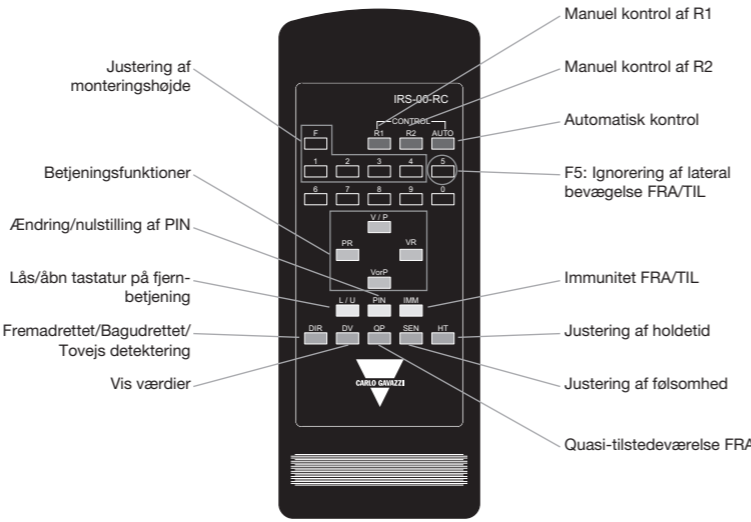 Manuel kontrol af R1
Justering af
monteringshøjde
Manuel kontrol af R2
IRS-00-RC
CONTROL
F
R1
R2
AUTO
Automatisk kontrol
1
2
3
4
5
Betjeningsfunktioner
F5: Ignorering af lateral
bevægelse FRA/TIL
6
7
8
9
0
V / P
Ændring/nulstilling af PIN
PR
VR
VorP
Lås/åbn tastatur på fjern-
betjening
L / U
PIN
IMM
Immunitet FRA/TIL
Fremadrettet/Bagudrettet/
Tovejs detektering
DIR
DV
QP
SEN
HT
Justering af holdetid
Vis værdier
CARLO GAVAZZI
Justering af følsomhed
Quasi-tilstedeværelse FRA